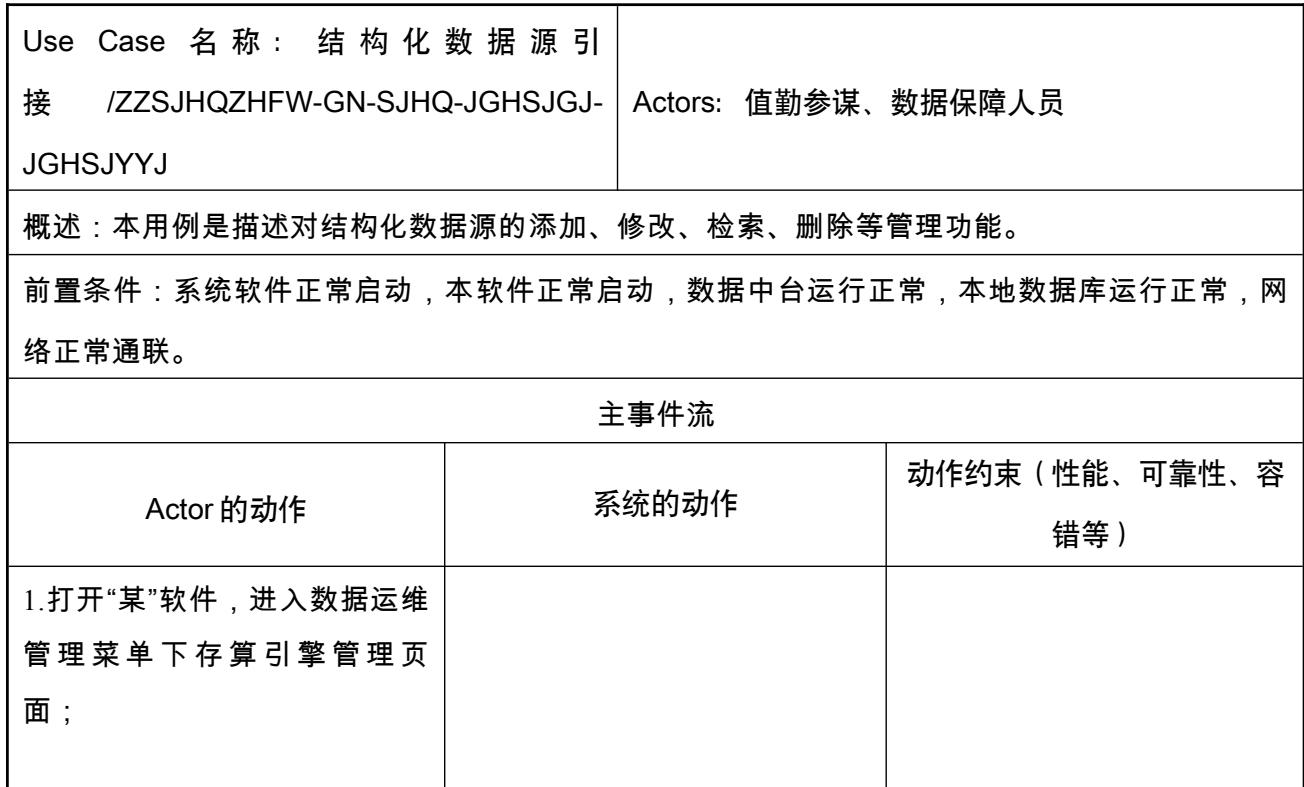 Use Case 名称：结构化数据源引
接 /ZZSJHQZHFW-GN-SJHQ-JGHSJGJ-
JGHSJYYJ
Actors: 值勤参谋、数据保障人员
概述：本用例是描述对结构化数据源的添加、修改、检索、删除等管理功能。
前置条件：系统软件正常启动，本软件正常启动，数据中台运行正常，本地数据库运行正常，网
络正常通联。
主事件流
Actor 的动作
系统的动作
动作约束（性能、可靠性、容
错等）
1.打开“某”软件，进入数据运维
管理菜单下存算引擎管理页
面；